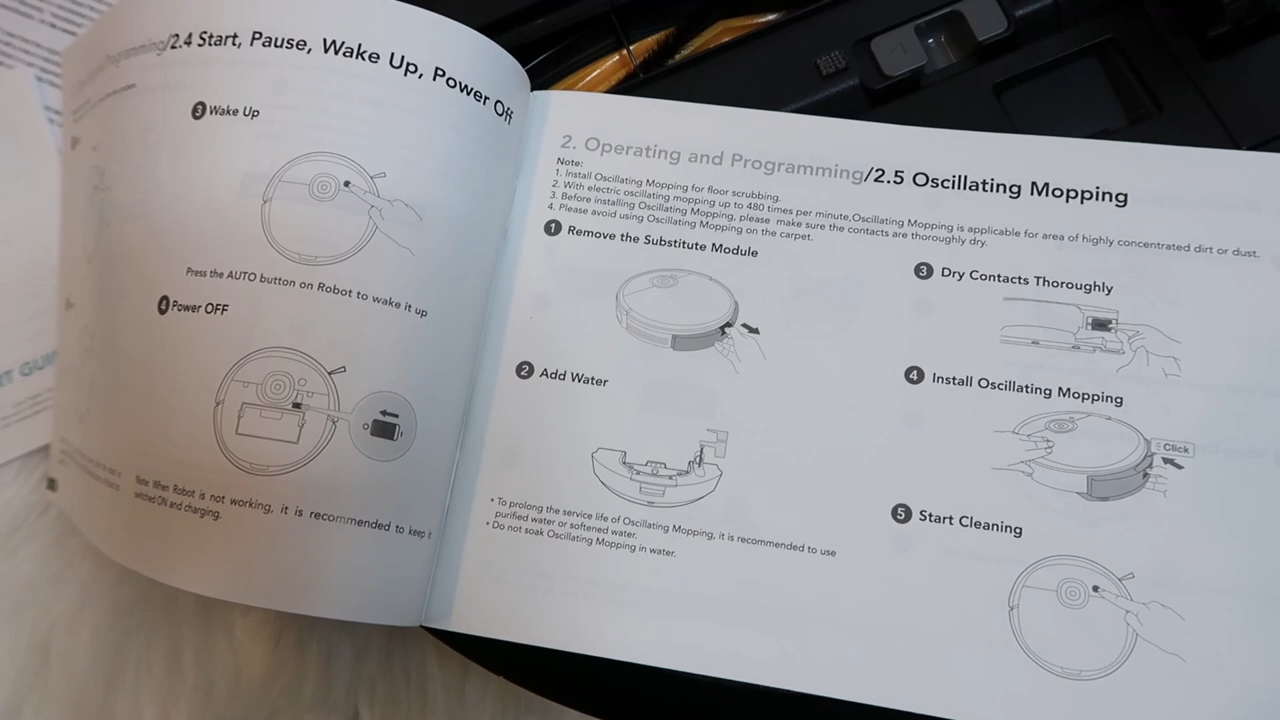 /2.4 Start, Pause, Wake Up, Power Off
3 Wake Up
Press the AUTO button on Robot to wake it up
4 Power OFF
Note: When Robot is not working, it is recommended to keep it
switched ON and charging.
2. Operating and Programming/2.5 Oscillating Mopping
Note:
1. Install Oscillating Mopping for floor scrubbing.
2. With electric oscillating mopping up to 480 times per minute,Oscillating Mopping is applicable for area of highly concentrated dirt or dust.
3. Before installing Oscillating Mopping, please make sure the contacts are thoroughly dry.
4. Please avoid using Oscillating Mopping on the carpet.
1 Remove the Substitute Module
2 Add Water
* To prolong the service life of Oscillating Mopping, it is recommended to use
purified water or softened water.
* Do not soak Oscillating Mopping in water.
3 Dry Contacts Thoroughly
4 Install Oscillating Mopping
Click
5 Start Cleaning